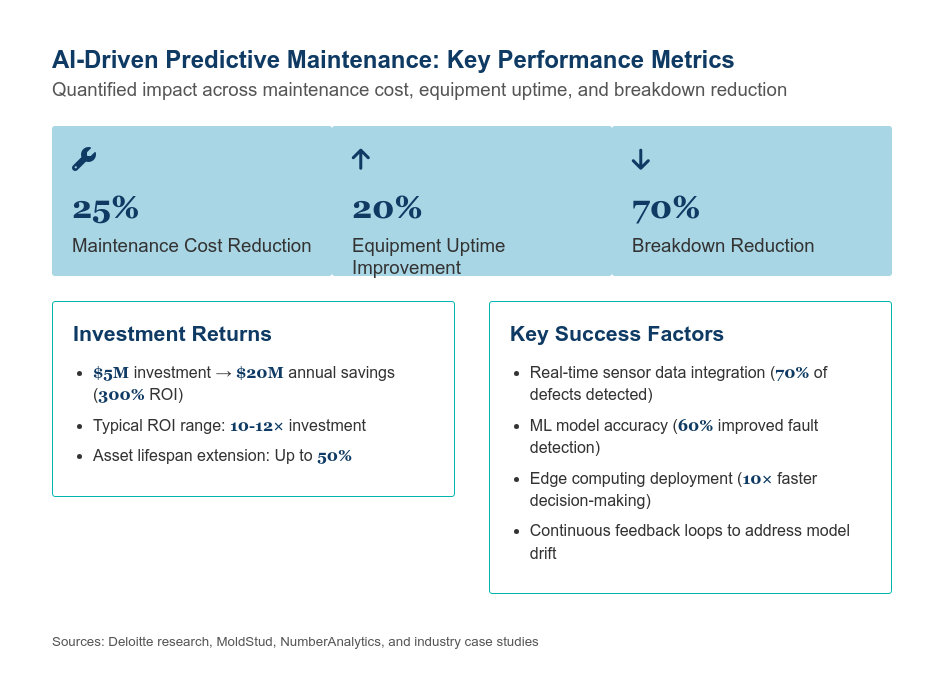 AI-Driven Predictive Maintenance: Key Performance Metrics
Quantified impact across maintenance cost, equipment uptime, and breakdown reduction
25%
Maintenance Cost Reduction
20%
Equipment Uptime
Improvement
70%
Breakdown Reduction
Investment Returns
• $5M investment → $20M annual savings
(300% ROI)
• Typical ROI range: 10-12× investment
• Asset lifespan extension: Up to 50%
Key Success Factors
• Real-time sensor data integration (70% of
defects detected)
• ML model accuracy (60% improved fault
detection)
• Edge computing deployment (10× faster
decision-making)
• Continuous feedback loops to address model
drift
Sources: Deloitte research, MoldStud, NumberAnalytics, and industry case studies